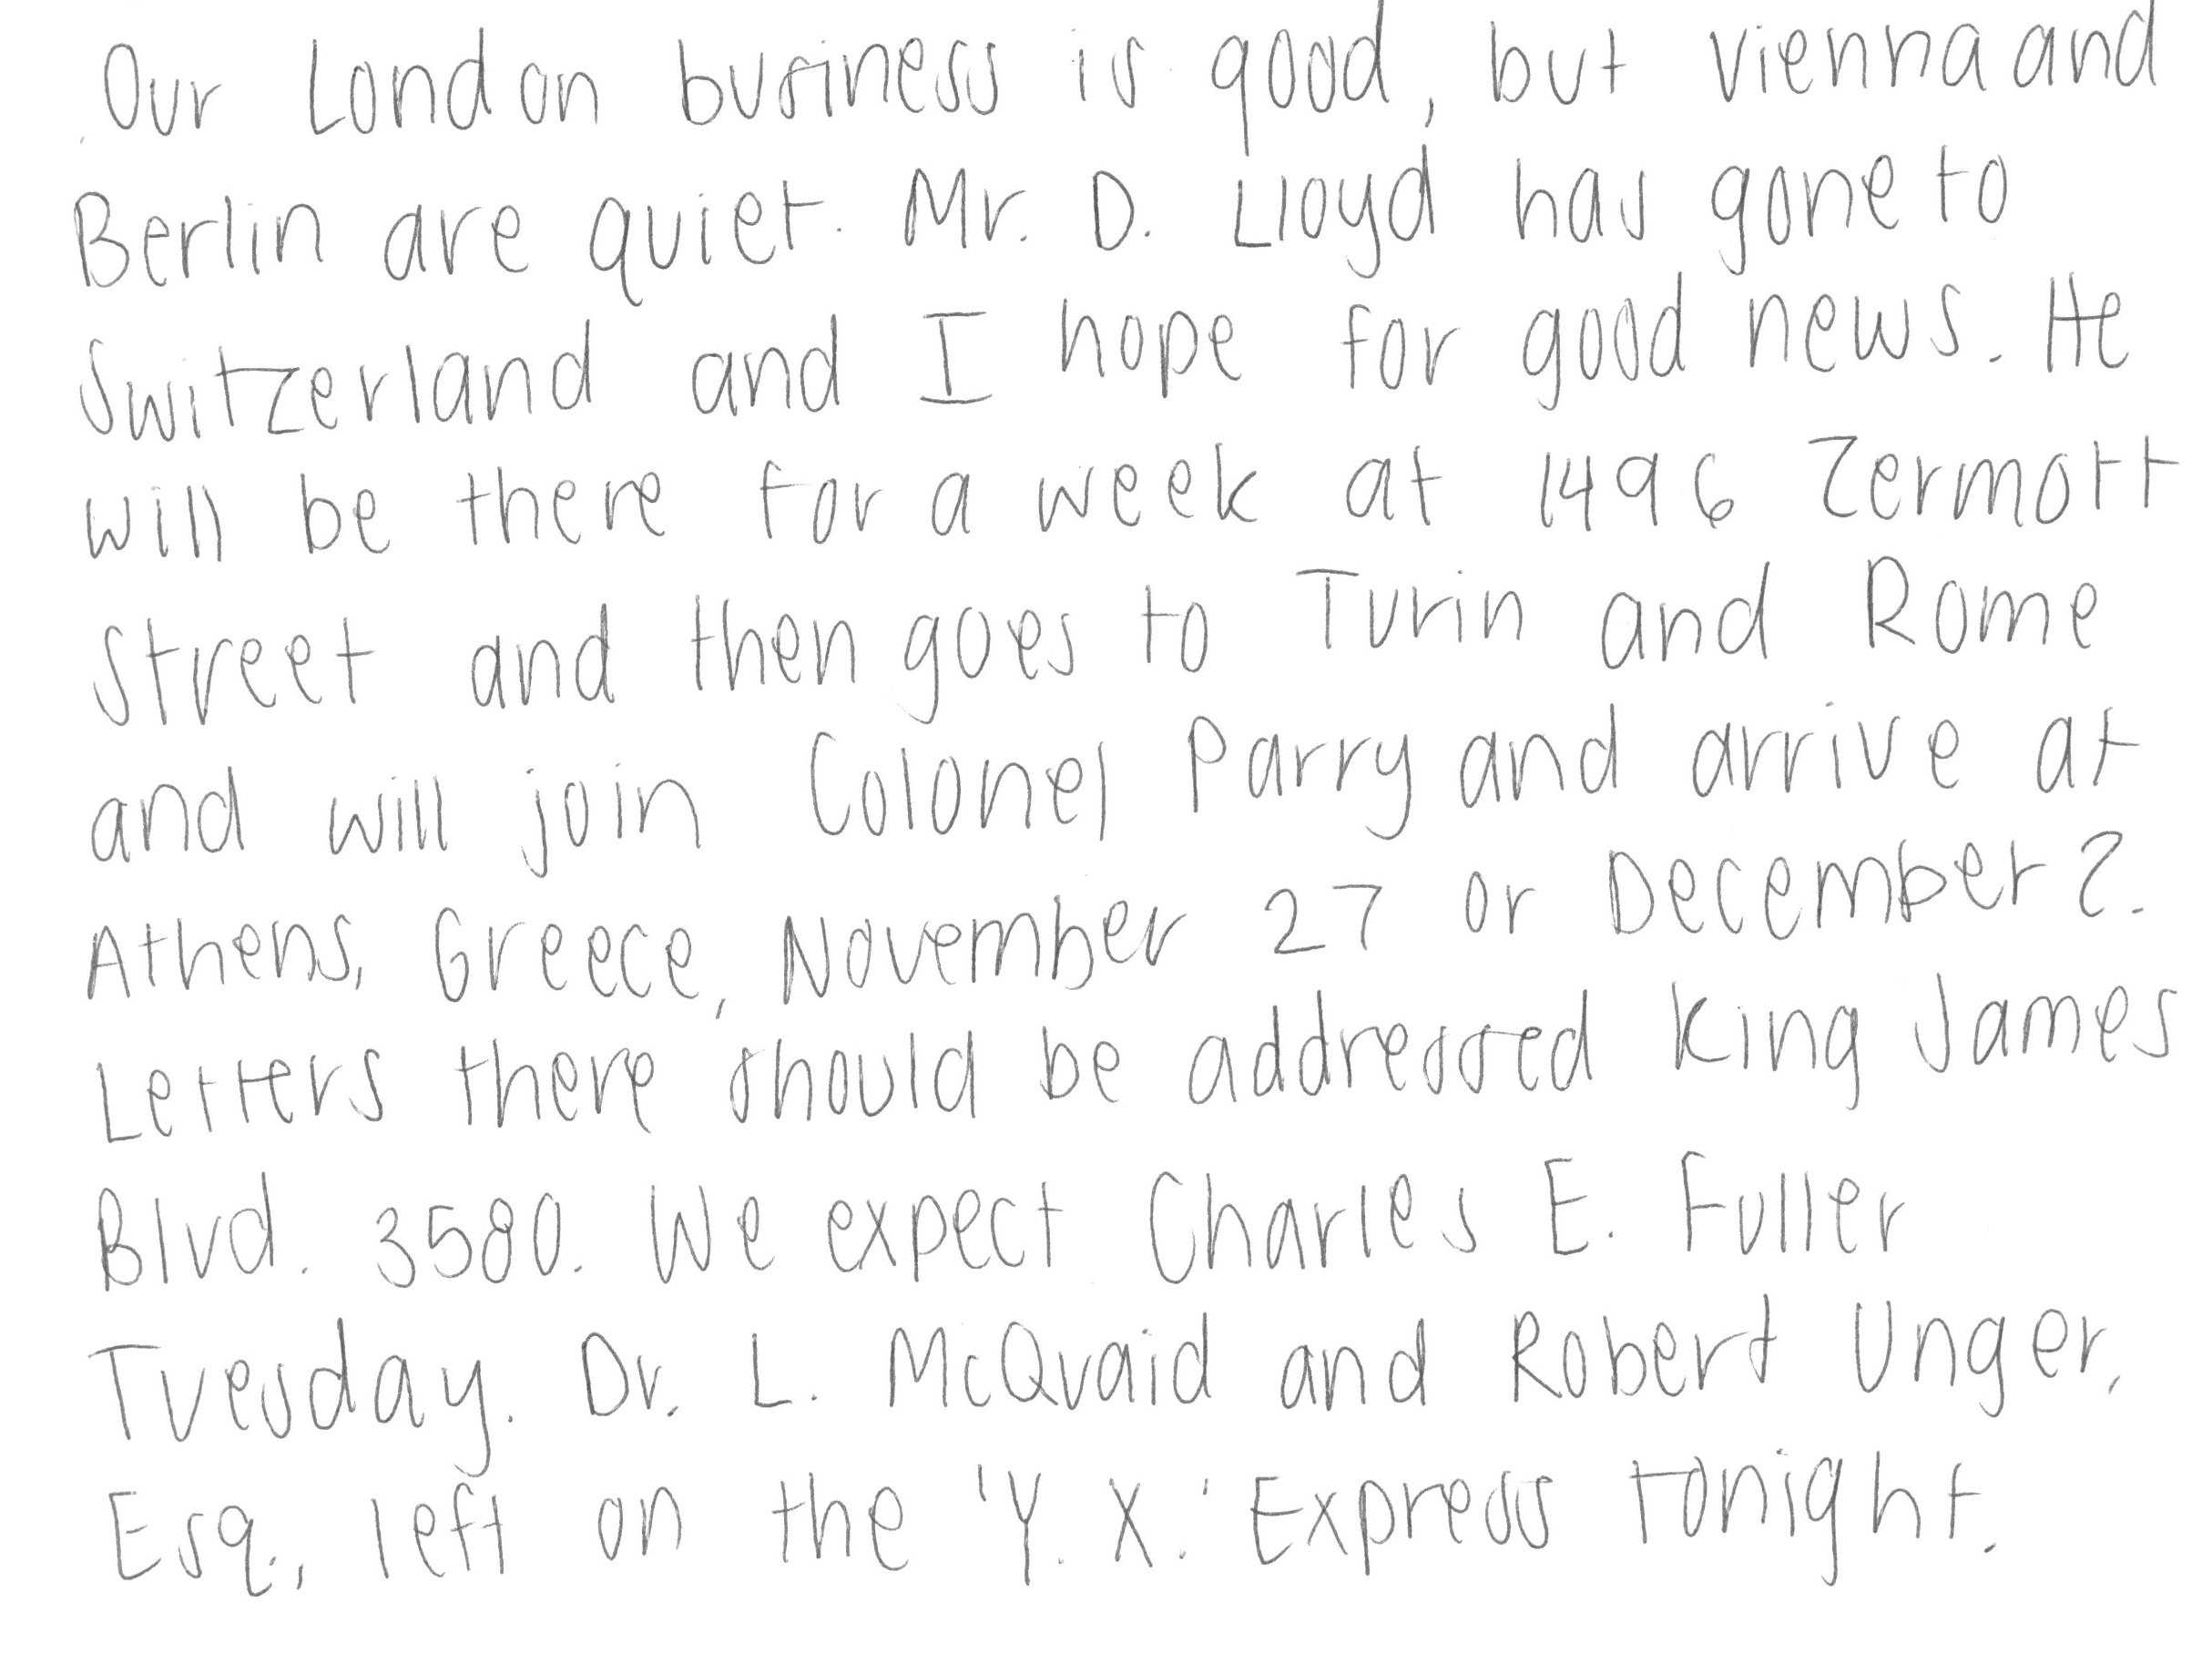 Our London business is good, but Vienna and
Berlin are quiet. Mr. D. Lloyd has gone to
Switzerland and I hope for good news. He
will be there for a week at 1496 Zermott
Street and then goes to Turin and Rome
and will join Colonel Parry and arrive at
Athens, Greece, November 27 or December 2.
Letters there should be addressed King James
Blvd. 3580. We expect Charles E. Fuller
Tuesday. Dr. L. McQuaid and Robert Unger,
Esq., left on the 'Y. X.' Express tonight.